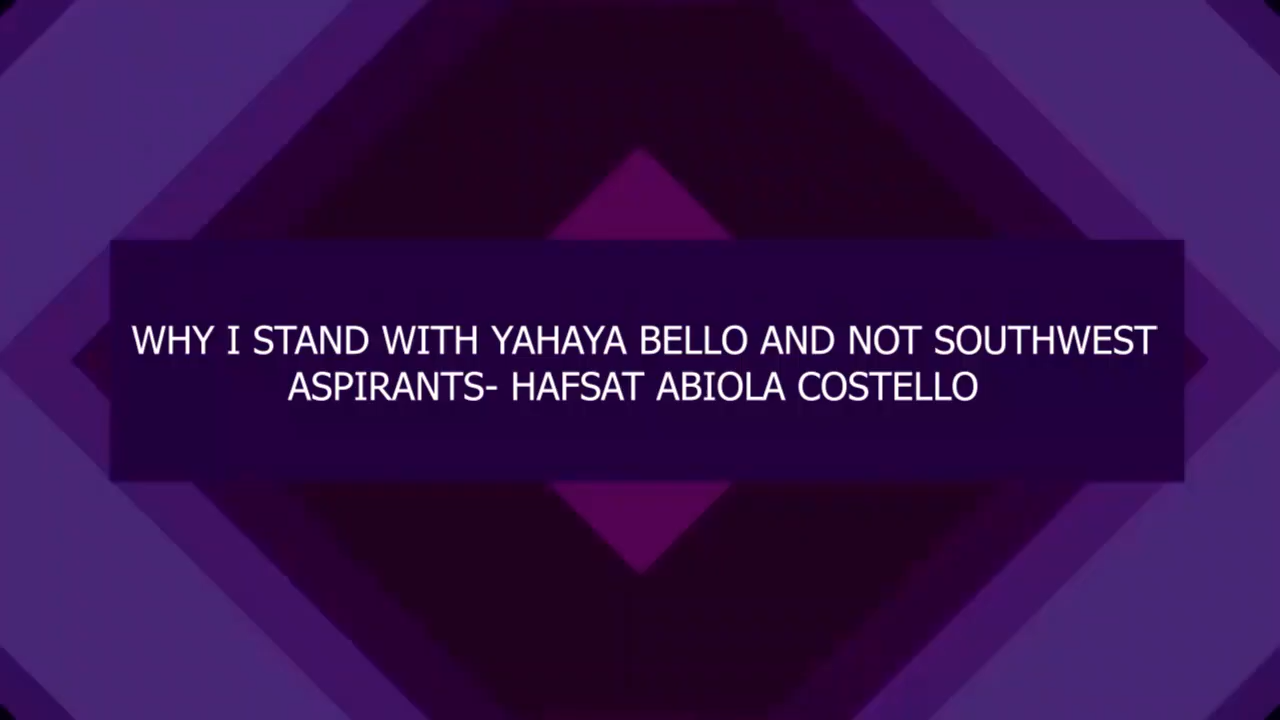 WHY I STAND WITH YAHAYA BELLO AND NOT SOUTHWEST
ASPIRANTS- HAFSAT ABIOLA COSTELLO